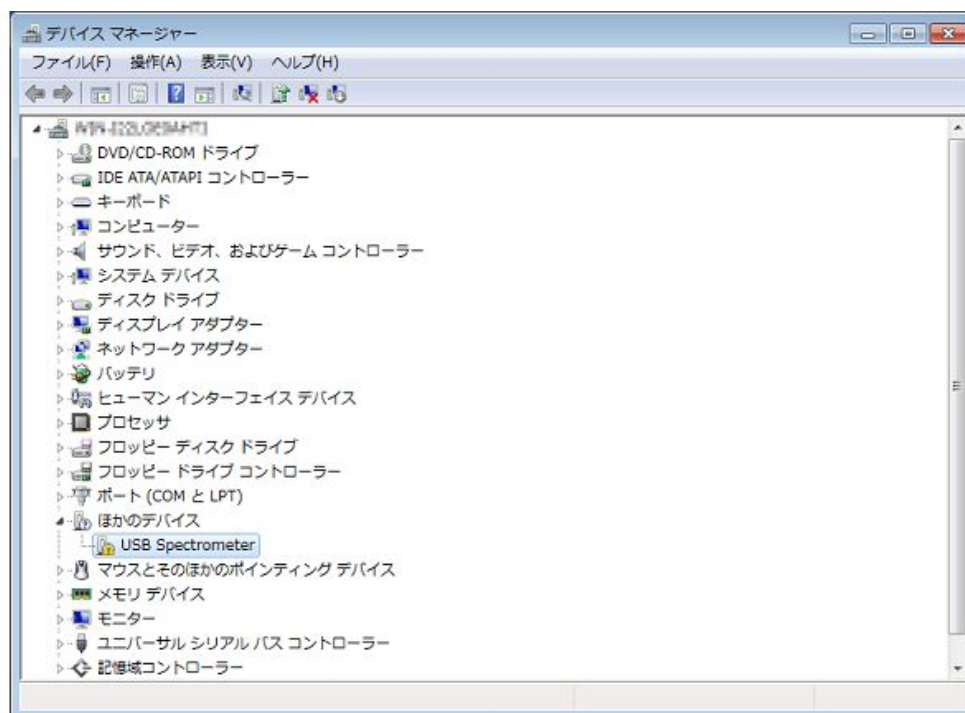 デバイス マネージャー
ファイル(F) 操作(A) 表示(V) ヘルプ(H)
DVD/CD-ROM ドライブ
IDE ATA/ATAPI コントローラー
キーボード
コンピューター
サウンド、ビデオ、およびゲーム コントローラー
システム デバイス
ディスク ドライブ
ディスプレイ アダプター
ネットワーク アダプター
バッテリ
ヒューマン インターフェイス デバイス
プロセッサ
フロッピー ディスク ドライブ
フロッピー ドライブ コントローラー
ポート (COM と LPT)
ほかのデバイス
USB Spectrometer
マウスとそのほかのポインティング デバイス
メモリ デバイス
モニター
ユニバーサル シリアル バス コントローラー
記憶域コントローラー